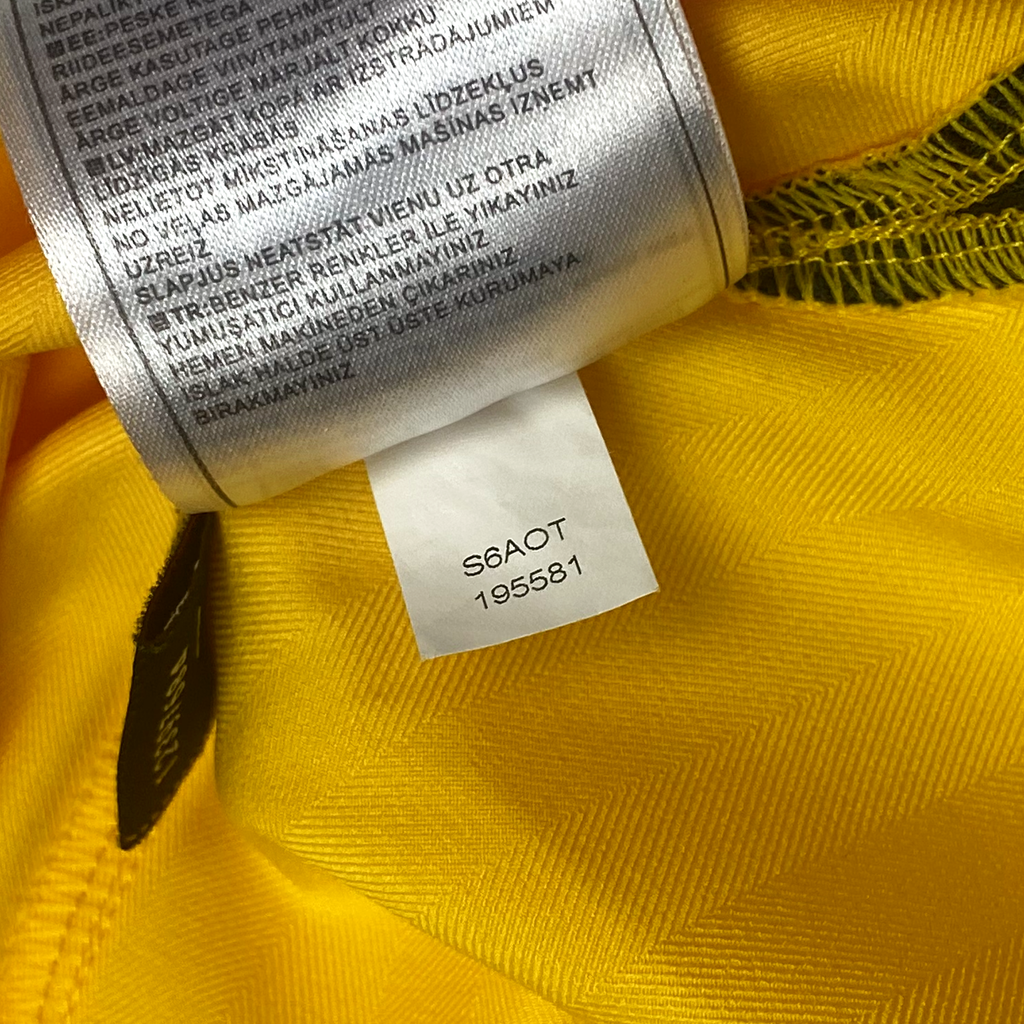 NEPALIK
■EE:PESKE KO
RIIDEESEMETEGA
ÄRGE KASUTAGE PEHME
EEMALDAGE VIIVITAMATULT
ÄRGE VOLTIGE MÄRJALT KOKKU
■LV:MAZGĀT KOPĀ AR IZSTRĀDĀJUMIEM
LĪDZĪGĀS KRĀSĀS
NELIETOT MĪKSTINĀŠANAS LĪDZEKĻUS
NO VEĻAS MAZGĀJAMĀS MAŠĪNAS IZŅEMT
UZREIZ
SLAPJUS NEATSTĀT VIENU UZ OTRA
■TR:BENZER RENKLER İLE YIKAYINIZ
YUMUŞATICI KULLANMAYINIZ
HEMEN MAKİNEDEN ÇIKARINIZ
ISLAK HALDE ÜST ÜSTE KURUMAYA
BIRAKMAYINIZ
S6AOT
195581